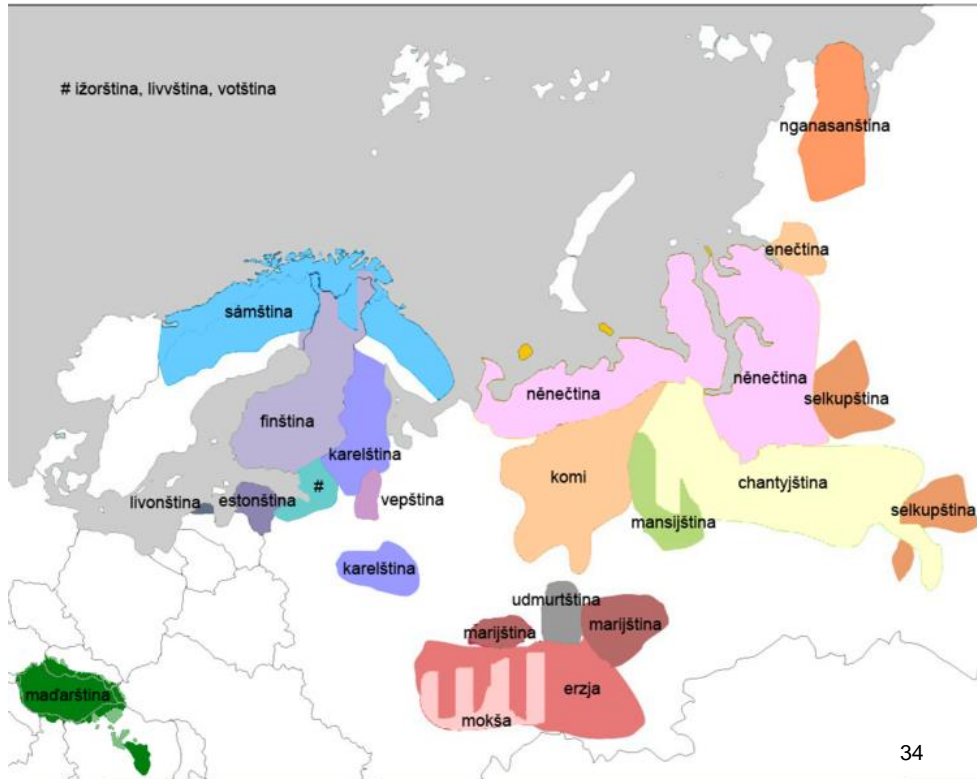 # ižorština, livvština, votština
nganasanština
enečtina
sámština
něnečtina
něnečtina
selkupština
finština
karelština
komi
chantyjština
livonština
estonština
#
vepština
mansijština
selkupština
karelština
udmurtština
marijština
marijština
maďarština
erzja
mokša
34